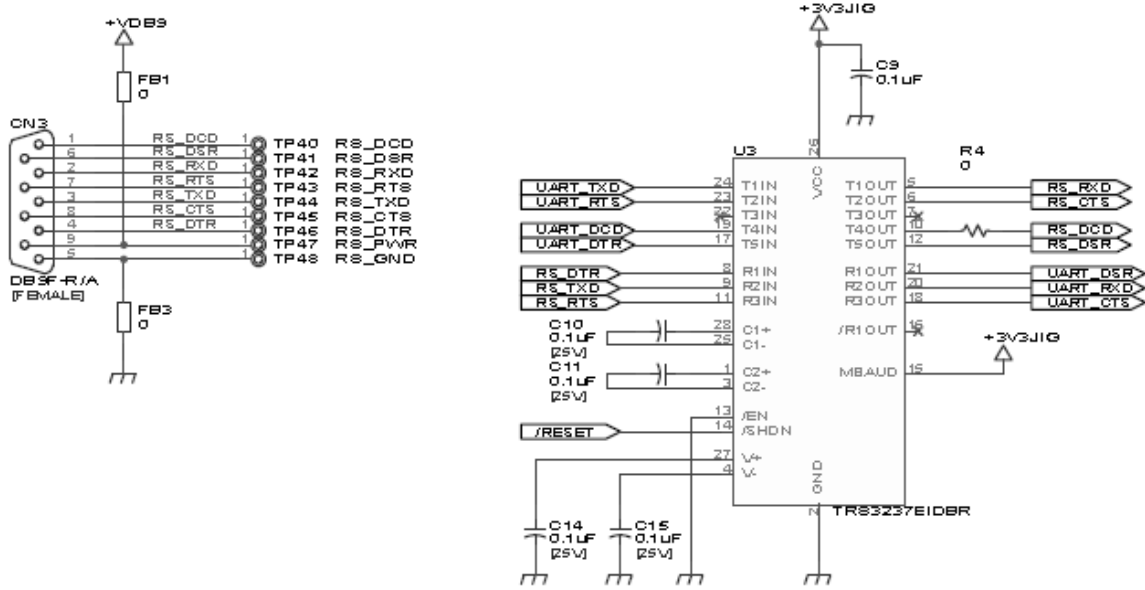 +VDB9
FB1
0
CN3
1 RS_DCD 1 TP40 RS_DCD
6 RS_DSR 1 TP41 RS_DSR
2 RS_RXD 1 TP42 RS_RXD
7 RS_RTS 1 TP43 RS_RTS
3 RS_TXD 1 TP44 RS_TXD
8 RS_CTS 1 TP45 RS_CTS
4 RS_DTR 1 TP46 RS_DTR
9 1 TP47 RS_PWR
5 1 TP48 RS_GND
DB9F-R/A
[FEMALE]
FB3
0
+3V3JIG
C9
0.1uF
U3
26
VCC
R4
0
UART_TXD 24 T1IN T1OUT 5 RS_RXD
UART_RTS 23 T2IN T2OUT 6 RS_CTS
22 T3IN T3OUT 7
UART_DCD 19 T4IN T4OUT 10 RS_DCD
UART_DTR 17 T5IN T5OUT 12 RS_DSR
RS_DTR 8 R1IN R1OUT 21 UART_DSR
RS_TXD 9 R2IN R2OUT 20 UART_RXD
RS_RTS 11 R3IN R3OUT 18 UART_CTS
C10
0.1uF
[25V]
28 C1+ /R1OUT 16
25 C1-
+3V3JIG
C11
0.1uF
[25V]
1 C2+ MBAUD 15
3 C2-
13 /EN
/RESET 14 /SHDN
27 V+
4 V-
GND
2
TRS3237EIDBR
C14
0.1uF
[25V]
C15
0.1uF
[25V]